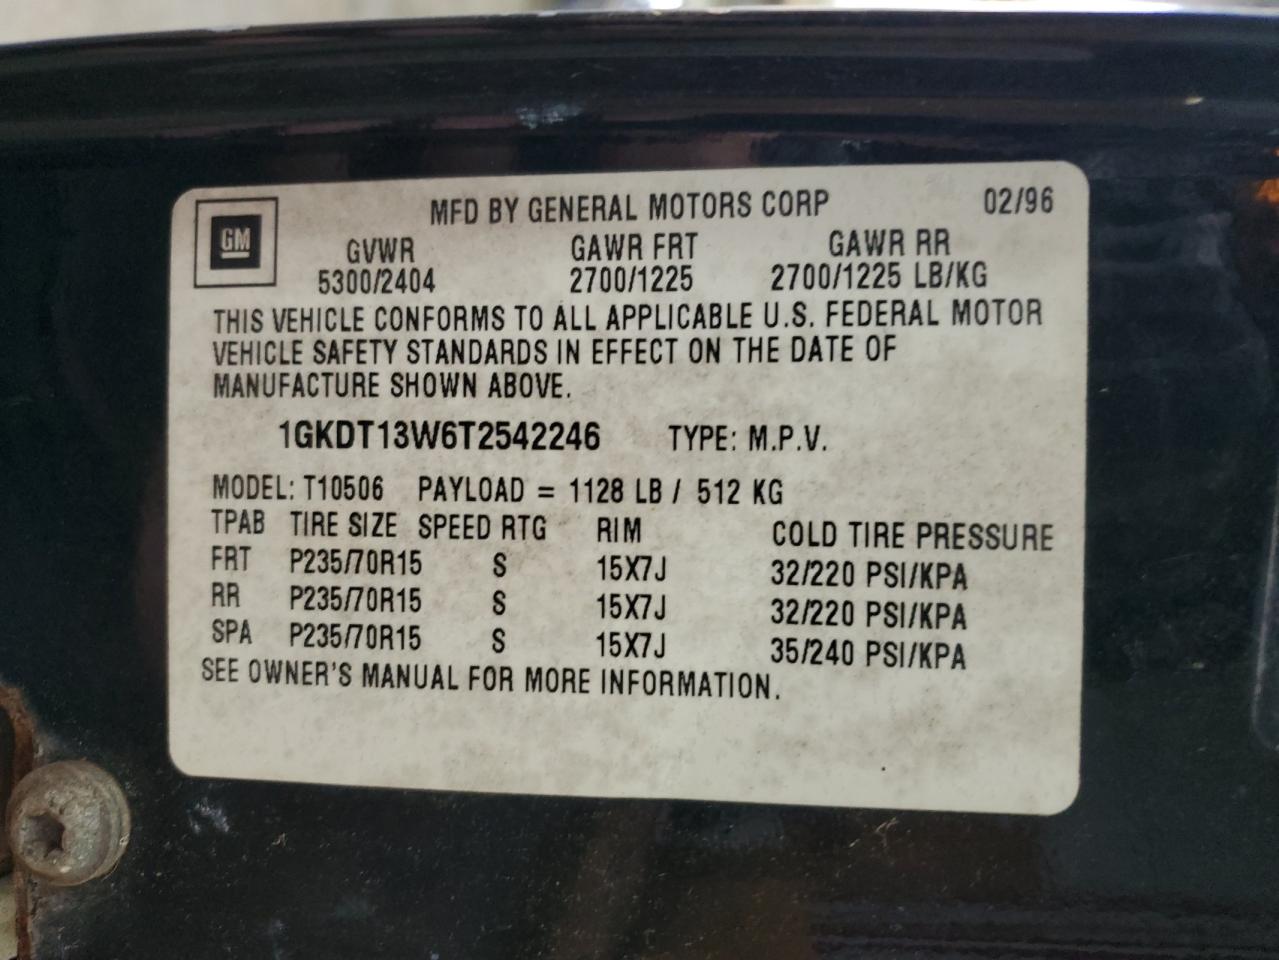 MFD BY GENERAL MOTORS CORP 02/96
GM
GVWR GAWR FRT GAWR RR
5300/2404 2700/1225 2700/1225 LB/KG
THIS VEHICLE CONFORMS TO ALL APPLICABLE U.S. FEDERAL MOTOR
VEHICLE SAFETY STANDARDS IN EFFECT ON THE DATE OF
MANUFACTURE SHOWN ABOVE.
1GKDT13W6T2542246 TYPE: M.P.V.
MODEL: T10506 PAYLOAD = 1128 LB / 512 KG
TPAB TIRE SIZE SPEED RTG RIM COLD TIRE PRESSURE
FRT P235/70R15 S 15X7J 32/220 PSI/KPA
RR P235/70R15 S 15X7J 32/220 PSI/KPA
SPA P235/70R15 S 15X7J 35/240 PSI/KPA
SEE OWNER'S MANUAL FOR MORE INFORMATION.